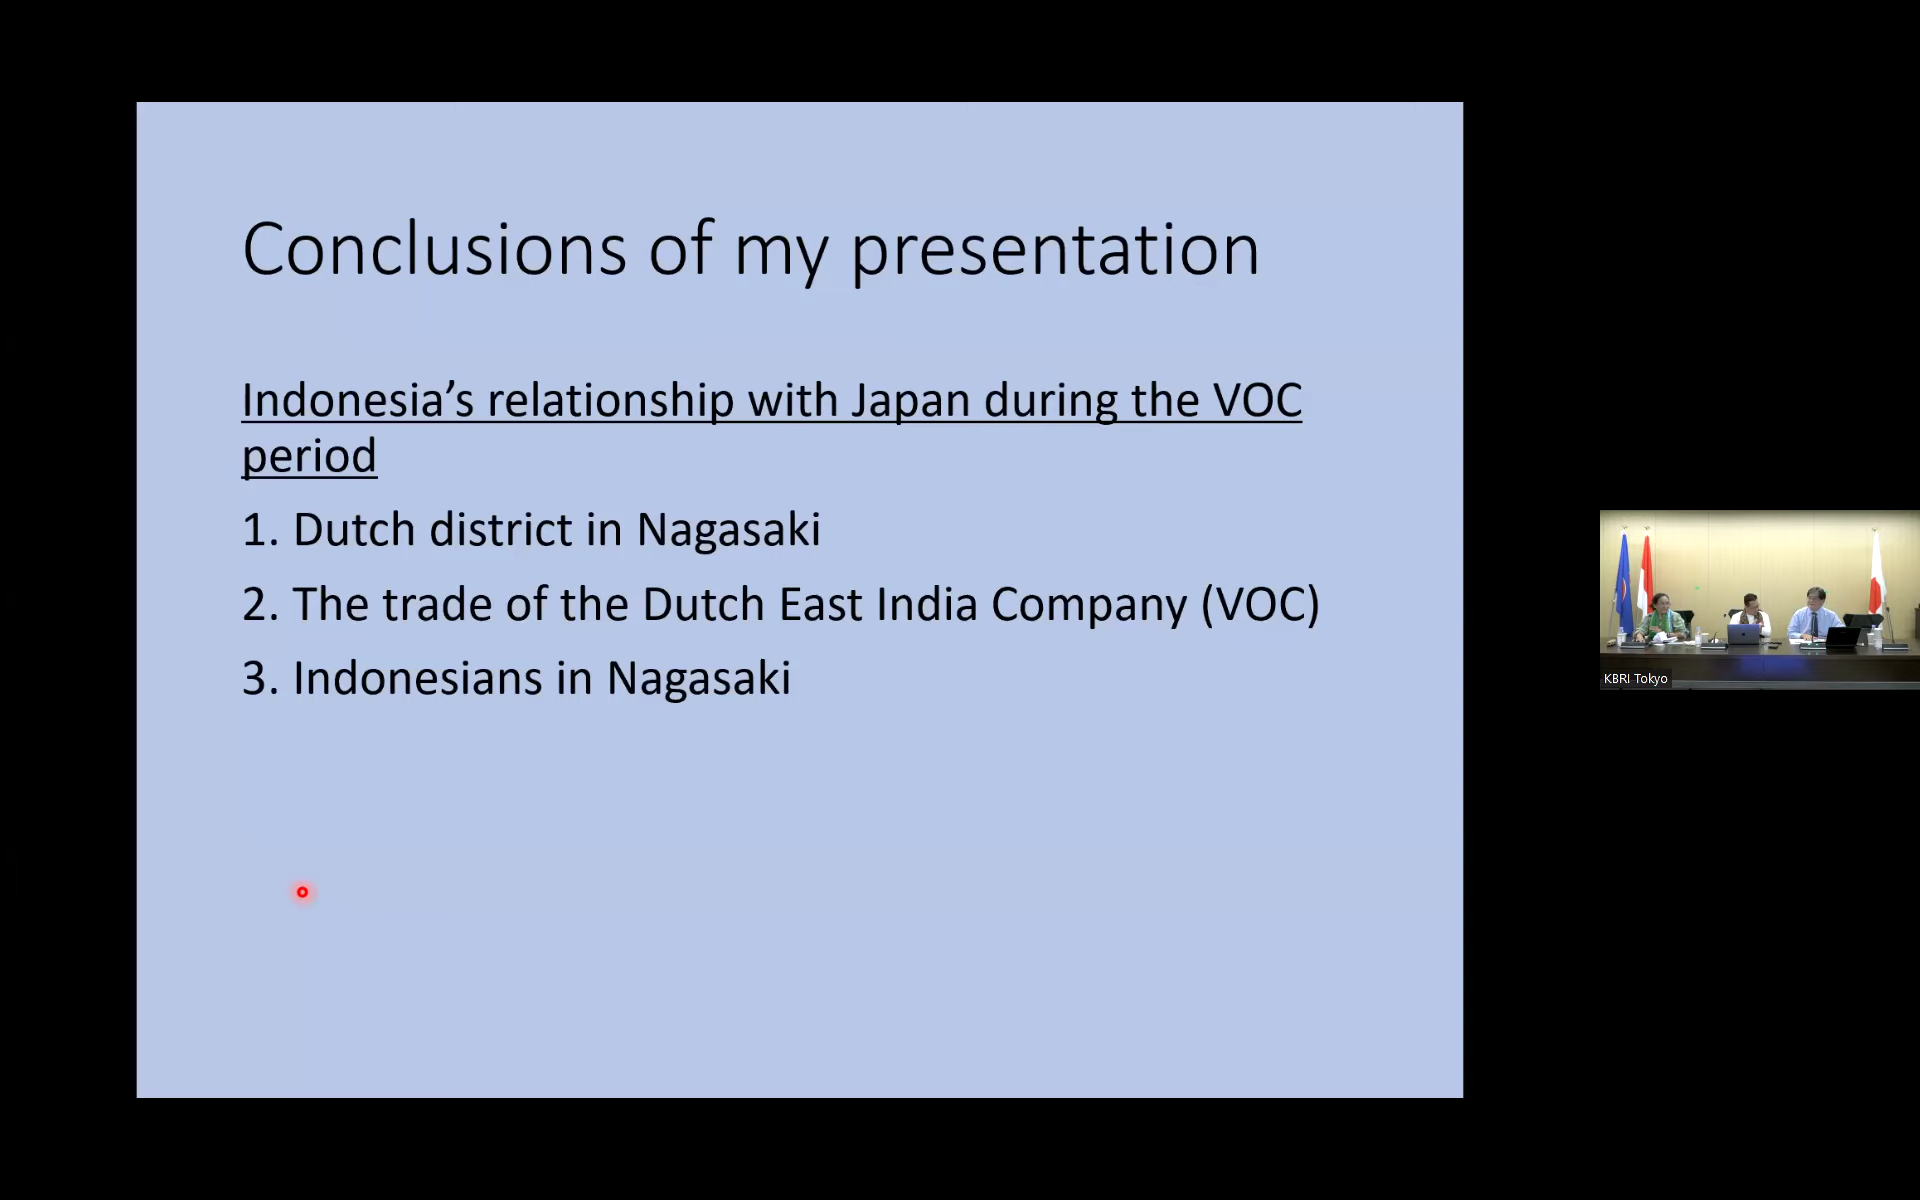 Conclusions of my presentation
Indonesia’s relationship with Japan during the VOC
period
1. Dutch district in Nagasaki
2. The trade of the Dutch East India Company (VOC)
3. Indonesians in Nagasaki
KBRI Tokyo